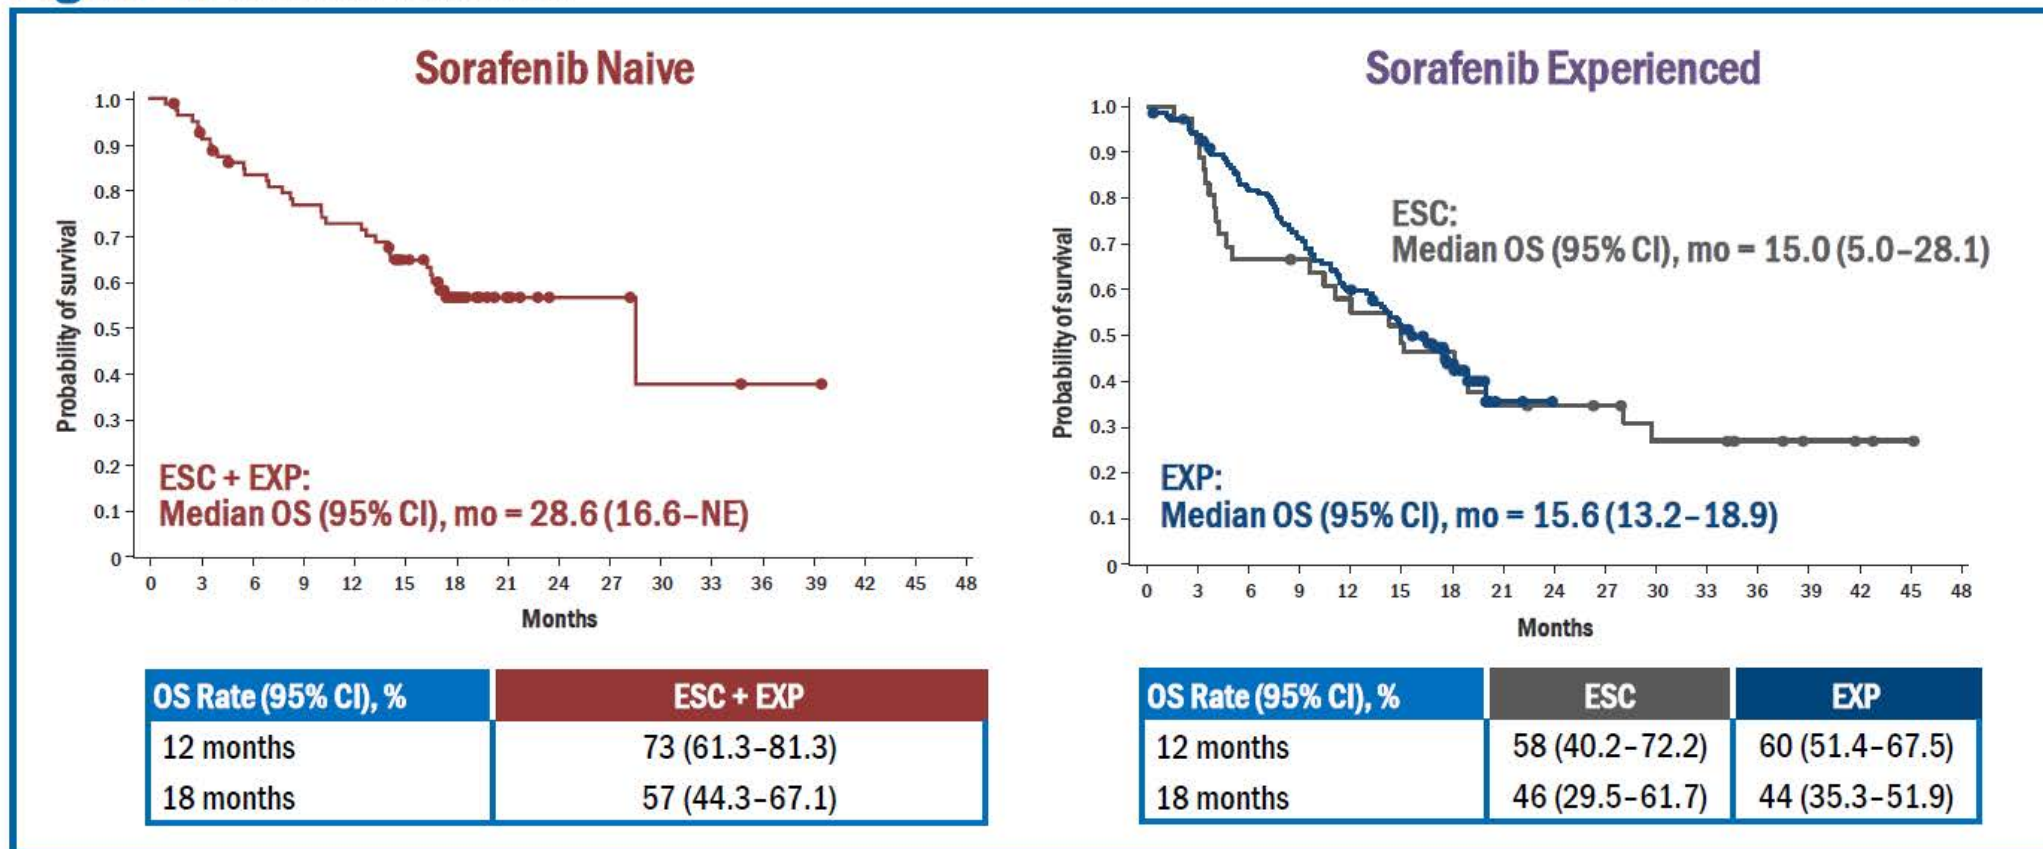 Sorafenib Naive
Probability of survival
1.0
0.9
0.8
0.7
0.6
0.5
0.4
0.3
0.2
0.1
0
ESC + EXP:
Median OS (95% CI), mo = 28.6 (16.6–NE)
0 3 6 9 12 15 18 21 24 27 30 33 36 39 42 45 48
Months
OS Rate (95% CI), % ESC + EXP
12 months 73 (61.3–81.3)
18 months 57 (44.3–67.1)
Sorafenib Experienced
Probability of survival
1.0
0.9
0.8
0.7
0.6
0.5
0.4
0.3
0.2
0.1
0
ESC:
Median OS (95% CI), mo = 15.0 (5.0–28.1)
EXP:
Median OS (95% CI), mo = 15.6 (13.2–18.9)
0 3 6 9 12 15 18 21 24 27 30 33 36 39 42 45 48
Months
OS Rate (95% CI), % ESC EXP
12 months 58 (40.2–72.2) 60 (51.4–67.5)
18 months 46 (29.5–61.7) 44 (35.3–51.9)